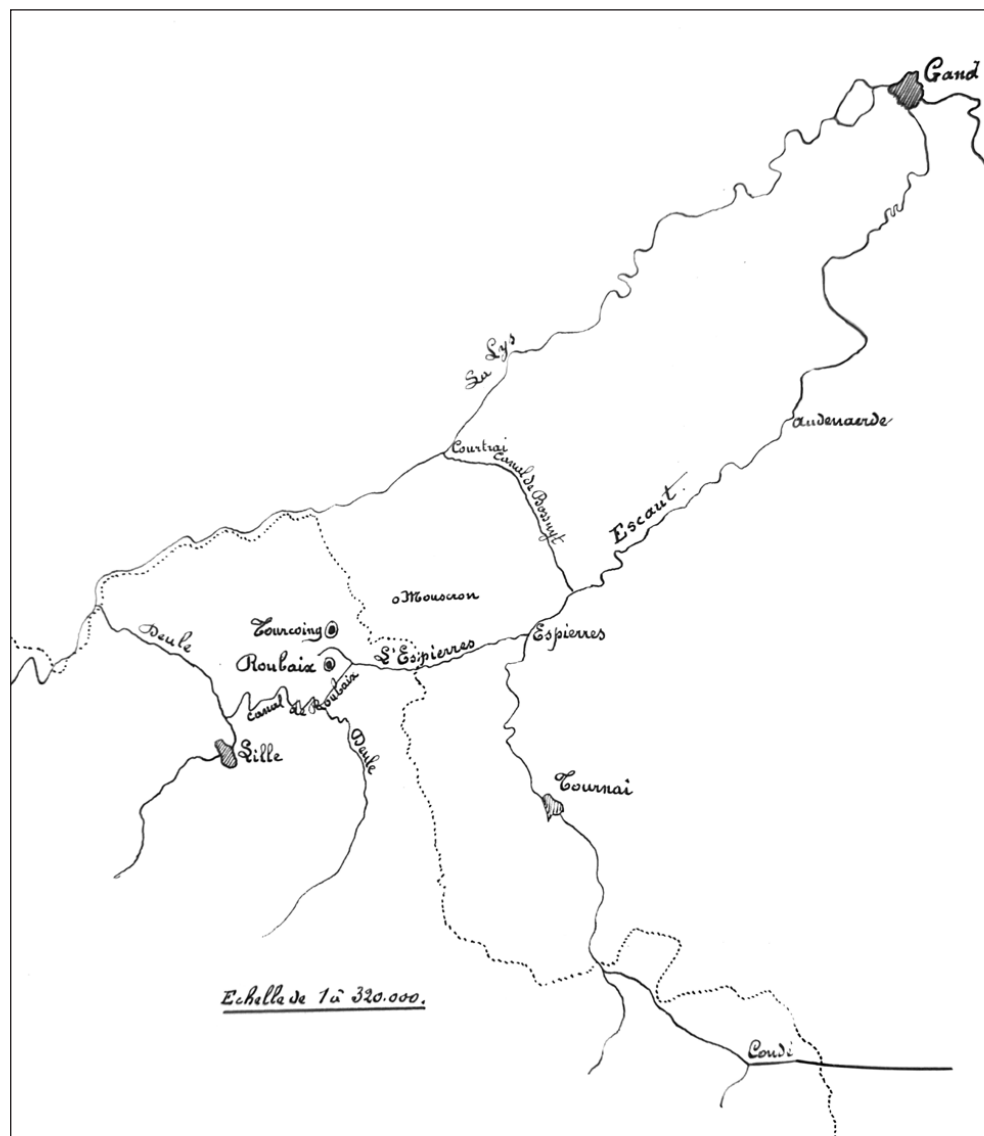 Gand
La Lys
Courtrai
Canal de Bossuyt
Audenaerde
Escaut.
Mouscron
Deule
Tourcoing
L'Espierres
Espierres
Roubaix
Canal de Roubaix
Lille
Deule
Tournai
Echelle de 1 à 320.000.
Condé